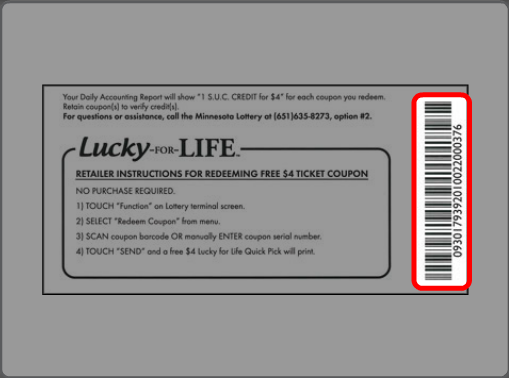 Your Daily Accounting Report will show "1 S.U.C. CREDIT for $4" for each coupon you redeem.
Retain coupon(s) to verify credit(s).
For questions or assistance, call the Minnesota Lottery at (651)635-8273, option #2.
Lucky-FOR-LIFE™
RETAILER INSTRUCTIONS FOR REDEEMING FREE $4 TICKET COUPON
NO PURCHASE REQUIRED.
1) TOUCH "Function" on Lottery terminal screen.
2) SELECT "Redeem Coupon" from menu.
3) SCAN coupon barcode OR manually ENTER coupon serial number.
4) TOUCH "SEND" and a free $4 Lucky for Life Quick Pick will print.
0930179392010022000376